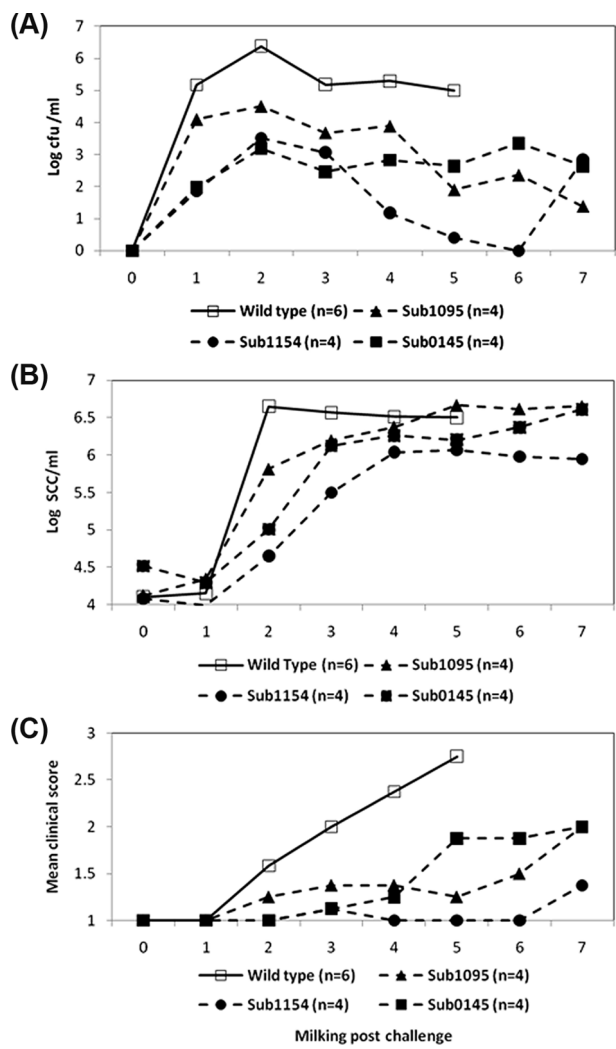 (A)
Log cfu/ml
7
6
5
4
3
2
1
0
0 1 2 3 4 5 6 7
Wild type (n=6) Sub1095 (n=4)
Sub1154 (n=4) Sub0145 (n=4)
(B)
Log SCC/ml
7
6.5
6
5.5
5
4.5
4
0 1 2 3 4 5 6 7
Wild Type (n=6) Sub1095 (n=4)
Sub1154 (n=4) Sub0145 (n=4)
(C)
Mean clinical score
3
2.5
2
1.5
1
0 1 2 3 4 5 6 7
Wild type (n=6) Sub1095 (n=4)
Sub1154 (n=4) Sub0145 (n=4)
Milking post challenge